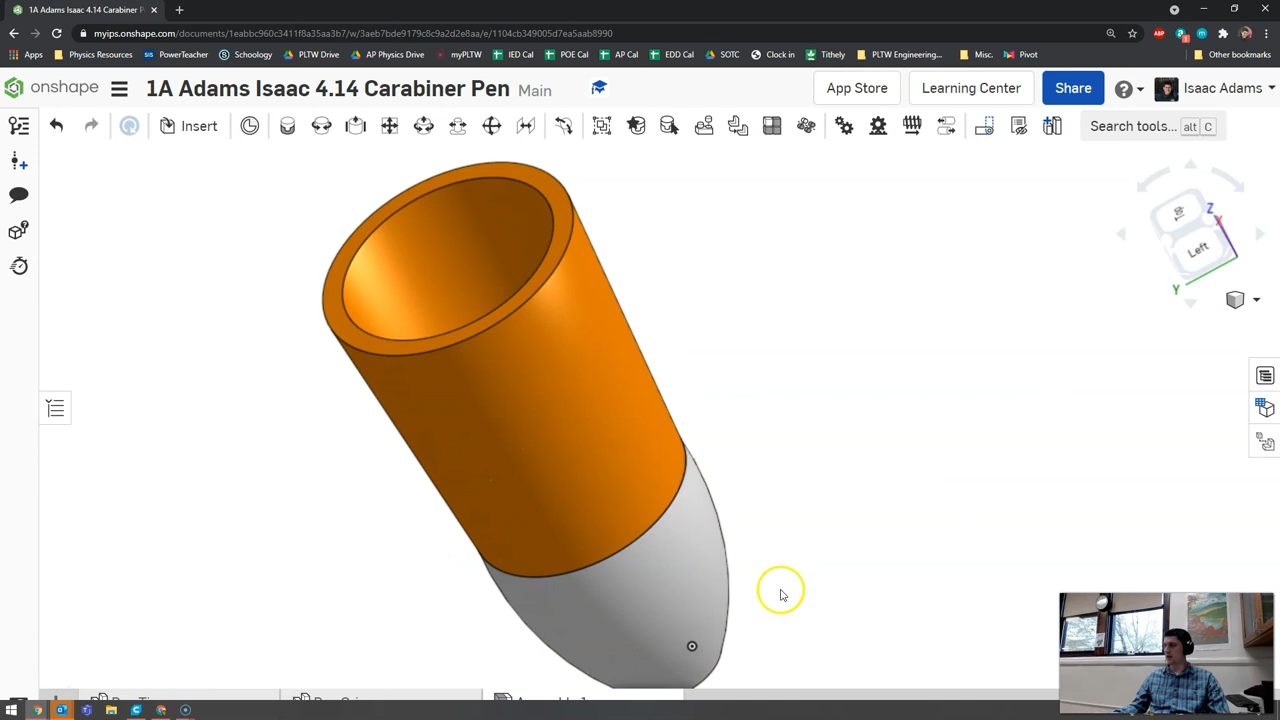 1A Adams Isaac 4.14 Carabiner Pen
myips.onshape.com/documents/1eabbc960c3411f8a35aa3b7/w/3aeb7bde9179c8c9a2d2e8aa/e/1104cb349005d7ea5aab8990
ABP
Apps Physics Resources PowerTeacher Schoology PLTW Drive AP Physics Drive myPLTW IED Cal POE Cal AP Cal EDD Cal SOTC Clock in Tithely PLTW Engineering... Misc. Pivot Other bookmarks
onshape 1A Adams Isaac 4.14 Carabiner Pen Main App Store Learning Center Share Isaac Adams
Insert Search tools... alt C
Z
X
Left
Y